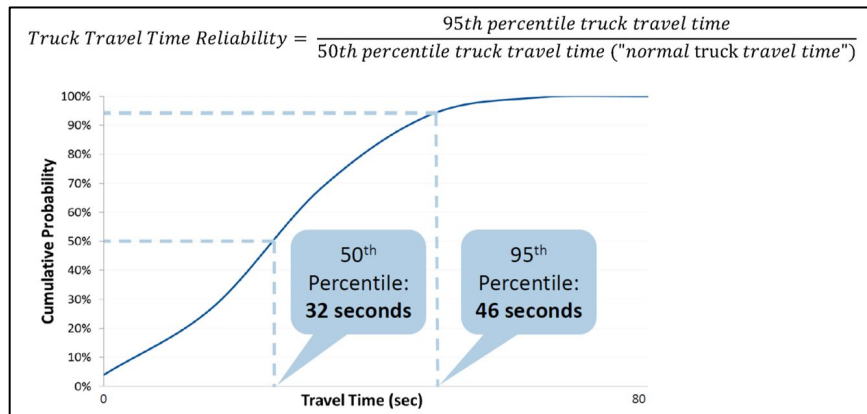 Truck Travel Time Reliability = 95th percentile truck travel time
50th percentile truck travel time ("normal truck travel time")
100%
90%
80%
70%
60%
50%
40%
30%
20%
10%
0%
Cumulative Probability
50th
Percentile:
32 seconds
95th
Percentile:
46 seconds
0
Travel Time (sec)
80